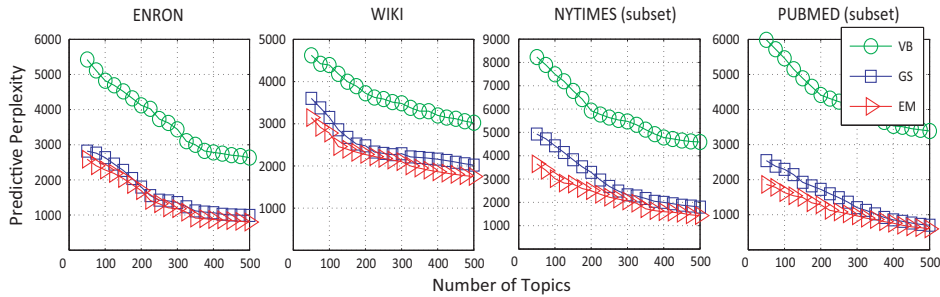 ENRON WIKI NYTIMES (subset) PUBMED (subset)
Predictive Perplexity
6000
5000
4000
3000
2000
1000
0 100 200 300 400 500
5000
4000
3000
2000
1000
0 100 200 300 400 500
9000
8000
7000
6000
5000
4000
3000
2000
1000
0 100 200 300 400 500
6000
5000
4000
3000
2000
1000
0 100 200 300 400 500
VB
GS
EM
Number of Topics